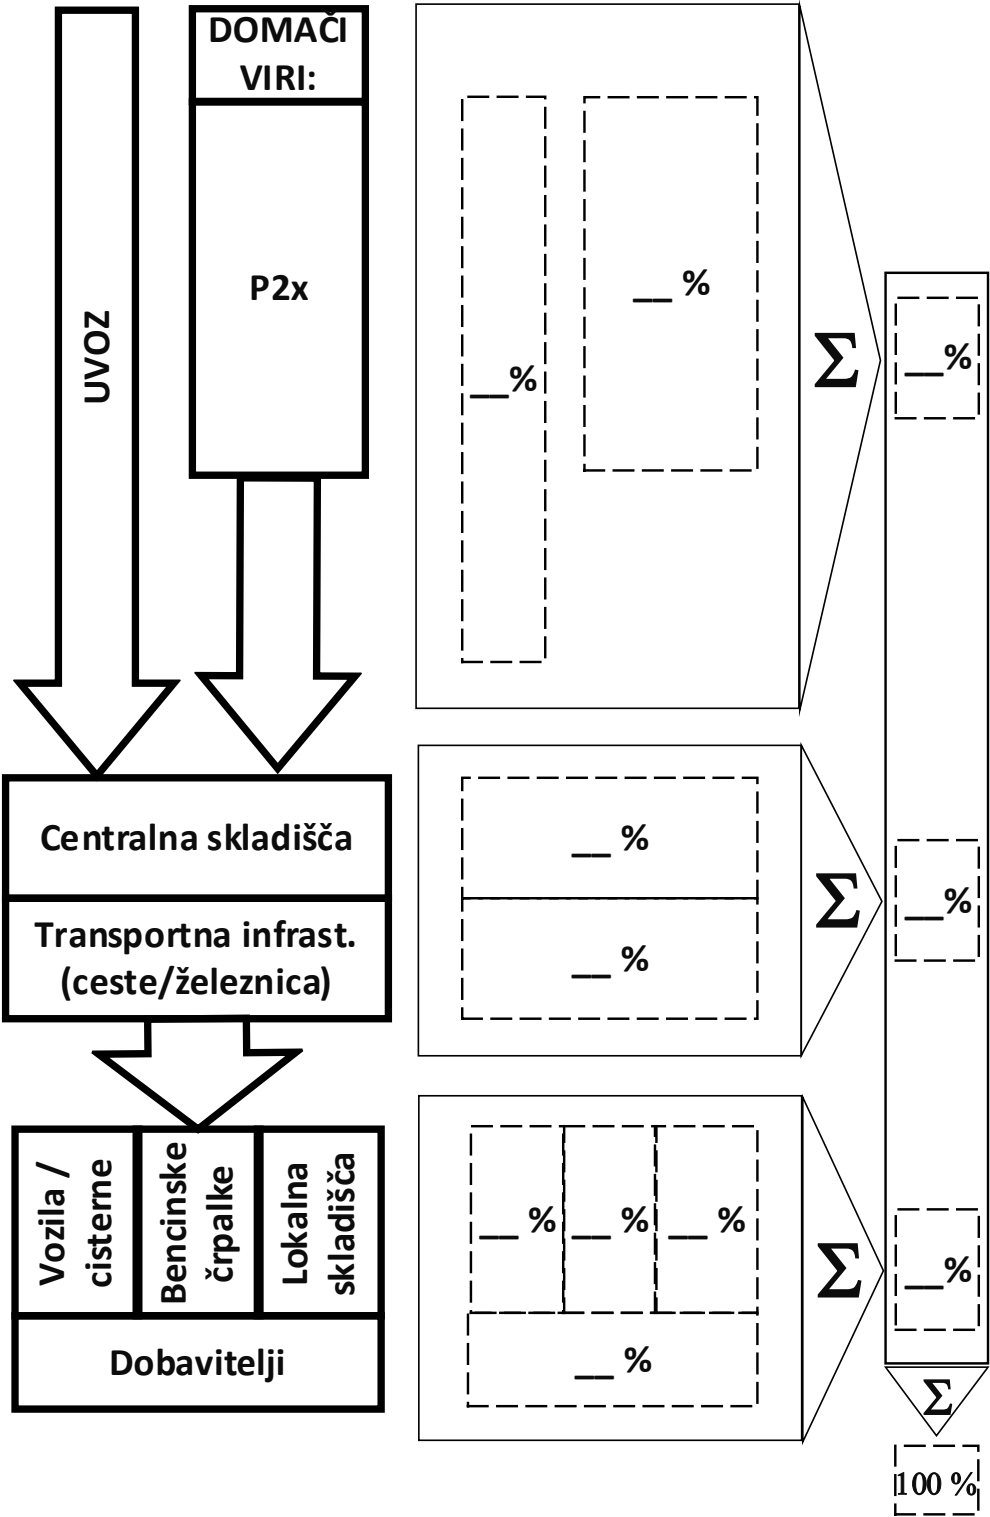 DOMAČI
VIRI:
UVOZ
P2x
__%
__ %
Σ
__%
Centralna skladišča
Transportna infrast.
(ceste/železnica)
__ %
__ %
Σ
__%
Vozila /
cisterne
Bencinske
črpalke
Lokalna
skladišča
Dobavitelji
__ %
__ %
__ %
__ %
Σ
__%
Σ
100 %